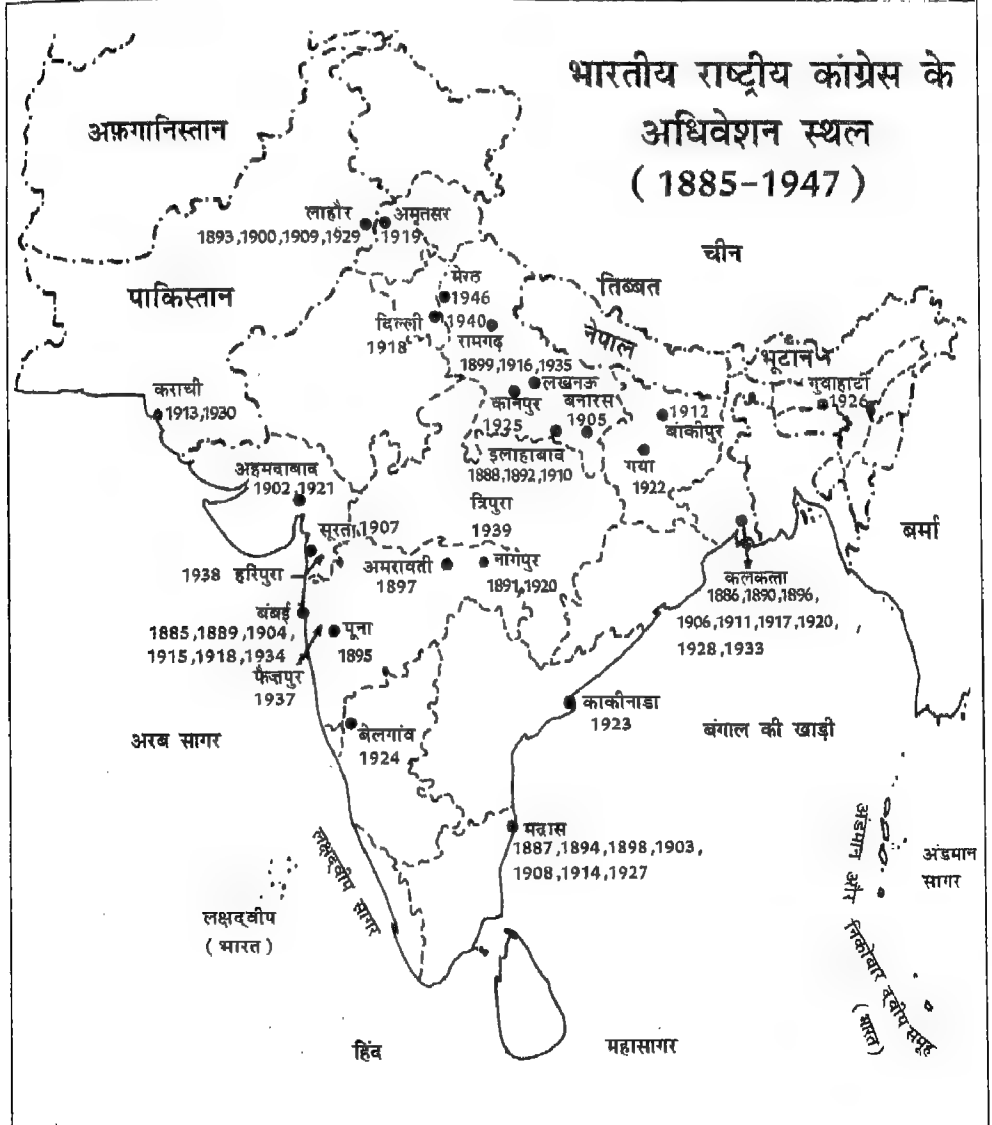 भारतीय राष्ट्रीय कांग्रेस के
अधिवेशन स्थल
( 1885-1947 )
अफ़गानिस्तान
लाहौर
1893,1900,1909,1929
अमृतसर
1919
चीन
पाकिस्तान
मेरठ
1946
तिब्बत
दिल्ली
1918
1940
रामगढ़
नेपाल
भूटान
1899,1916,1935
लखनऊ
कानपुर
1925
बनारस
1905
गुवाहाटी
1926
कराची
1913,1930
1912
बांकीपुर
इलाहाबाद
1888,1892,1910
गया
1922
अहमदाबाद
1902,1921
त्रिपुरा
1939
सूरत 1907
बर्मा
1938 हरिपुरा
अमरावती
1897
नागपुर
1891,1920
कलकत्ता
1886,1890,1896,
1906,1911,1917,1920,
1928,1933
बंबई
1885,1889,1904,
1915,1918,1934
पूना
1895
फैज़पुर
1937
काकीनाडा
1923
बेलगांव
1924
अरब सागर
बंगाल की खाड़ी
मद्रास
1887,1894,1898,1903,
1908,1914,1927
लक्षद्वीप सागर
लक्षद्वीप
( भारत )
अंडमान और
निकोबार द्वीप समूह
( भारत )
अंडमान
सागर
हिंद
महासागर